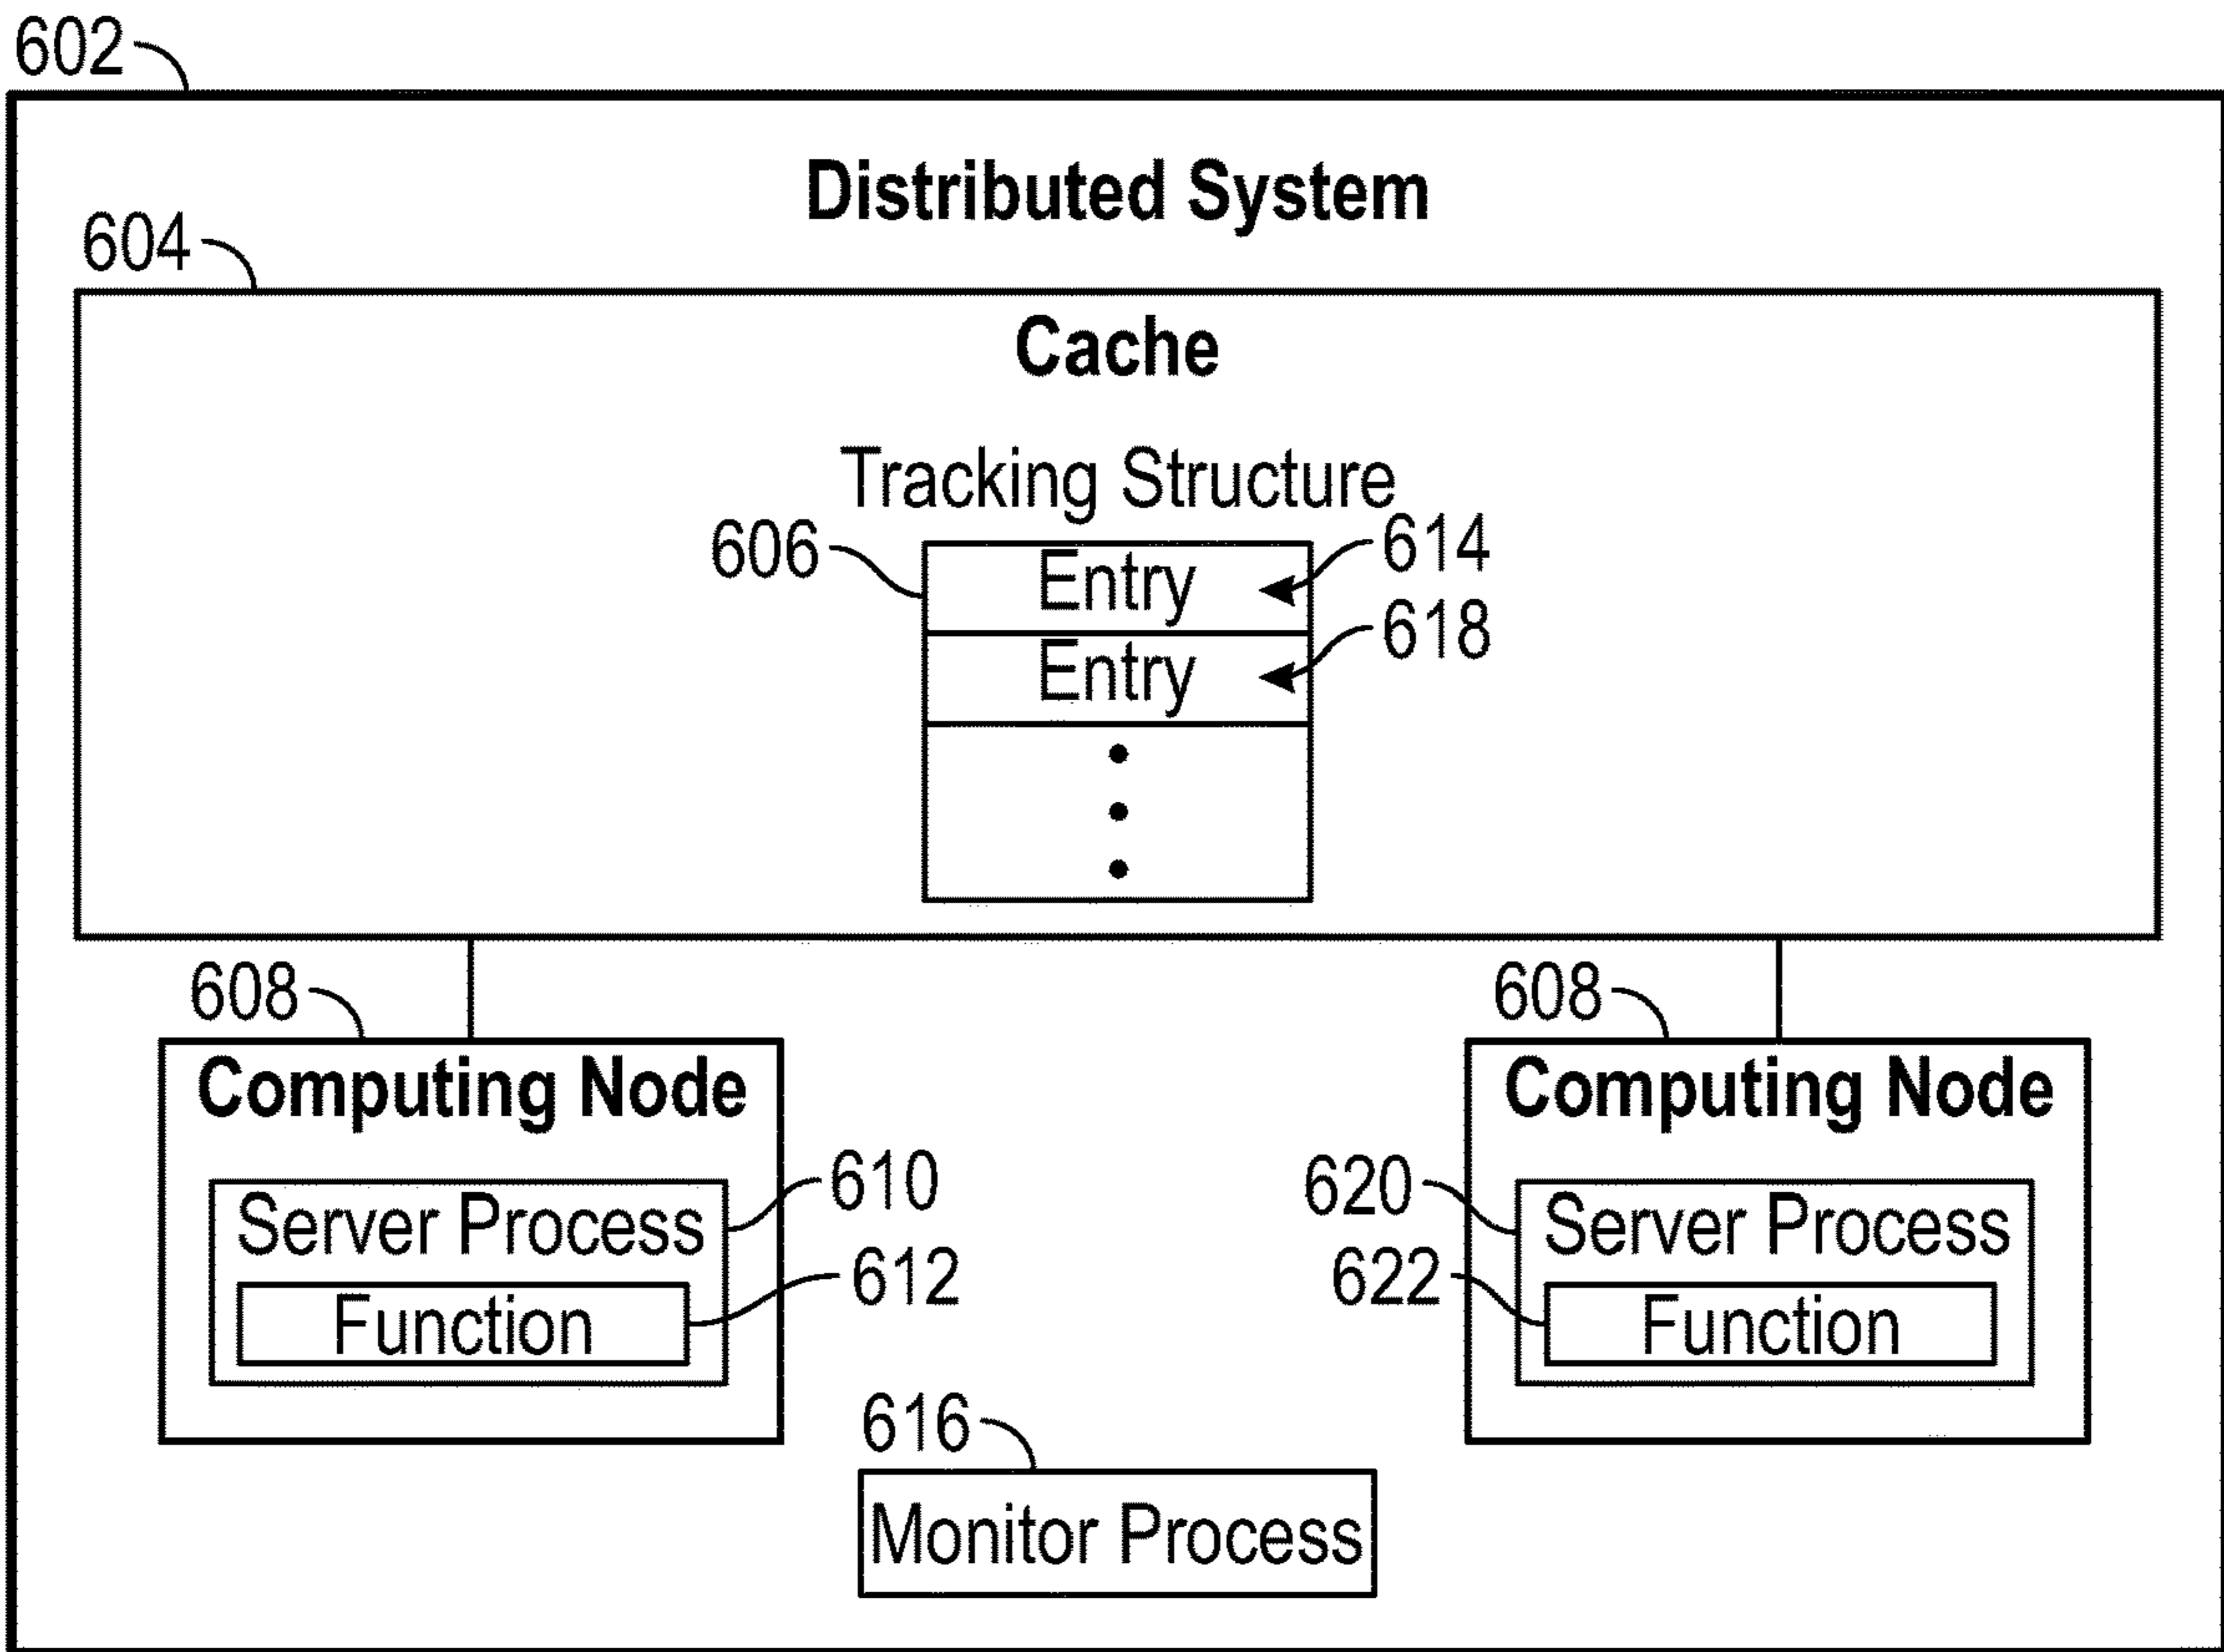 602
Distributed System
604
Cache
Tracking Structure
606
Entry
614
Entry
618
608
608
Computing Node
Computing Node
Server Process
610
620
Server Process
Function
612
622
Function
616
Monitor Process